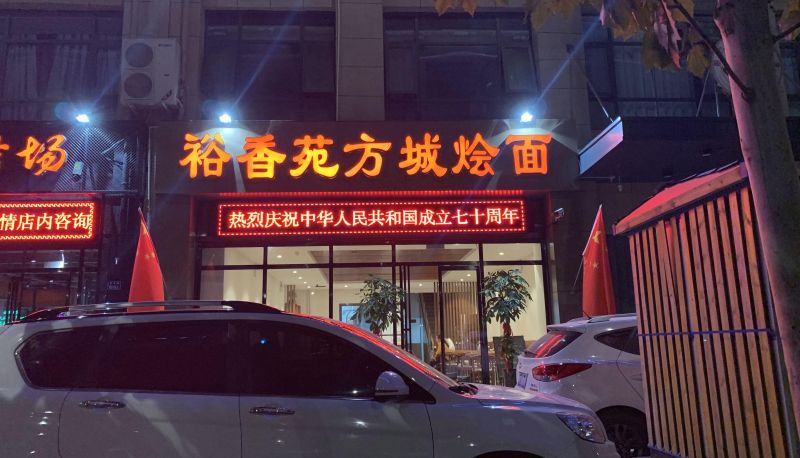 裕香苑方城烩面
热烈庆祝中华人民共和国成立七十周年
场
情店内咨询